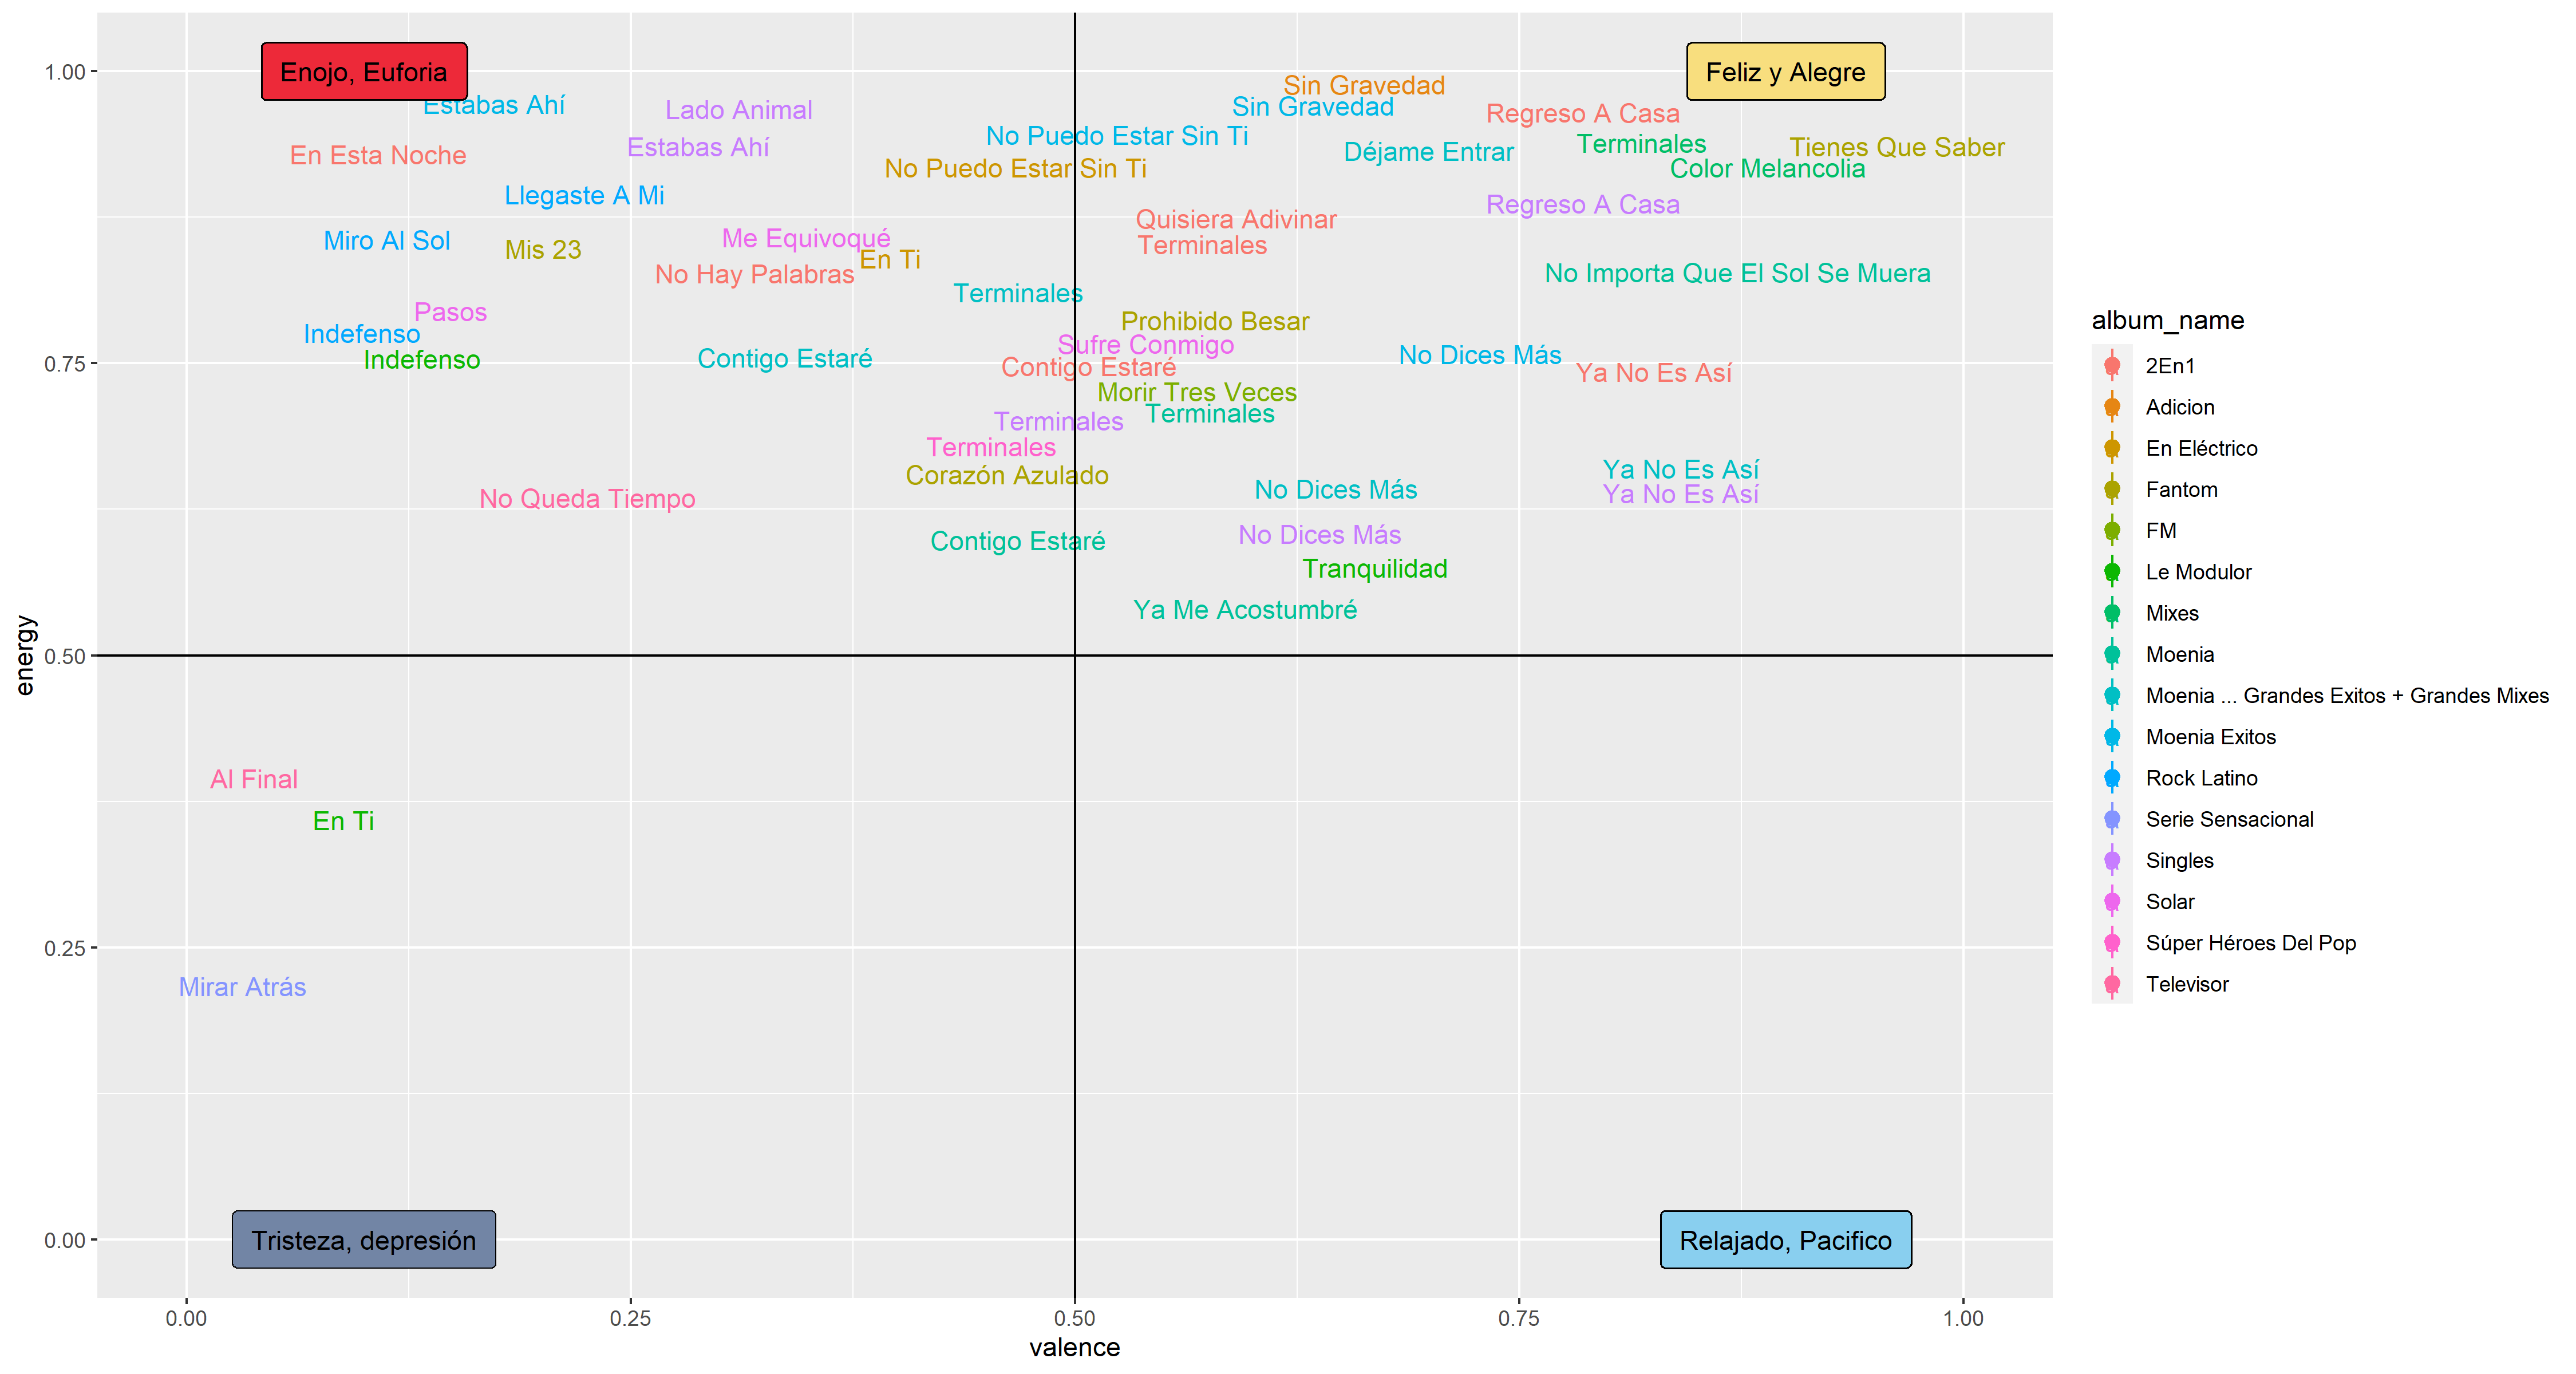 Enojo, Euforia
Feliz y Alegre
Sin Gravedad
Estabas Ahí
Lado Animal
Sin Gravedad
Regreso A Casa
No Puedo Estar Sin Ti
Terminales
Tienes Que Saber
En Esta Noche
Estabas Ahí
Déjame Entrar
No Puedo Estar Sin Ti
Color Melancolia
Llegaste A Mi
Regreso A Casa
Quisiera Adivinar
Miro Al Sol
Mis 23
Me Equivoqué
Terminales
En Ti
No Hay Palabras
No Importa Que El Sol Se Muera
Terminales
Pasos
Prohibido Besar
Indefenso
Sufre Conmigo
Indefenso
Contigo Estaré
No Dices Más
Contigo Estaré
Ya No Es Así
Morir Tres Veces
Terminales
Terminales
Terminales
Corazón Azulado
Ya No Es Así
No Queda Tiempo
No Dices Más
Ya No Es Así
Contigo Estaré
No Dices Más
Tranquilidad
Ya Me Acostumbré
Al Final
En Ti
Mirar Atrás
Tristeza, depresión
Relajado, Pacifico
1.00
0.75
0.50
0.25
0.00
energy
0.00
0.25
0.50
0.75
1.00
valence
album_name
2En1
Adicion
En Eléctrico
Fantom
FM
Le Modulor
Mixes
Moenia
Moenia ... Grandes Exitos + Grandes Mixes
Moenia Exitos
Rock Latino
Serie Sensacional
Singles
Solar
Súper Héroes Del Pop
Televisor